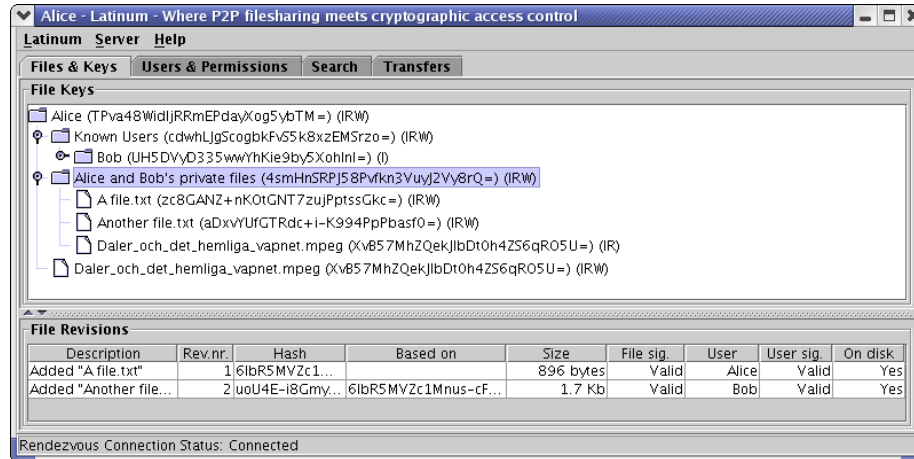 Alice - Latinum - Where P2P filesharing meets cryptographic access control
Latinum Server Help
Files & Keys Users & Permissions Search Transfers
File Keys
Alice (TPva48WidIjRRmEPdayXog5ybTM=) (IRW)
Known Users (cdwhLJgScogbkFvS5k8xzEMSrzo=) (IRW)
Bob (UH5DVyD335wwYhKie9by5XohInI=) (I)
Alice and Bob's private files (4smHnSRPJ58Pvfkn3VuyJ2Vy8rQ=) (IRW)
A file.txt (zc8GANZ+nKOtGNT7zujPptssGkc=) (IRW)
Another file.txt (aDxvYUfGTRdc+i-K994PpPbasf0=) (IRW)
Daler_och_det_hemliga_vapnet.mpeg (XvB57MhZQekJIbDt0h4ZS6qRO5U=) (IR)
Daler_och_det_hemliga_vapnet.mpeg (XvB57MhZQekJIbDt0h4ZS6qRO5U=) (IRW)
File Revisions
Description Rev.nr. Hash Based on Size File sig. User User sig. On disk
Added "A file.txt" 1 6IbR5MVZc1... 896 bytes Valid Alice Valid Yes
Added "Another file... 2 uoU4E-i8Gmy... 6IbR5MVZc1Mnus-cF... 1.7 Kb Valid Bob Valid Yes
Rendezvous Connection Status: Connected